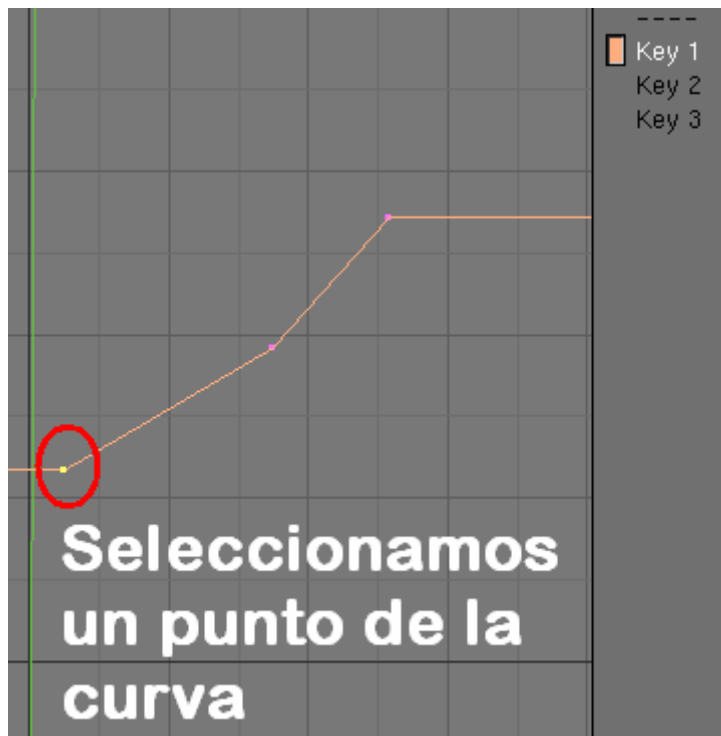 ----
Key 1
Key 2
Key 3
Seleccionamos
un punto de la
curva